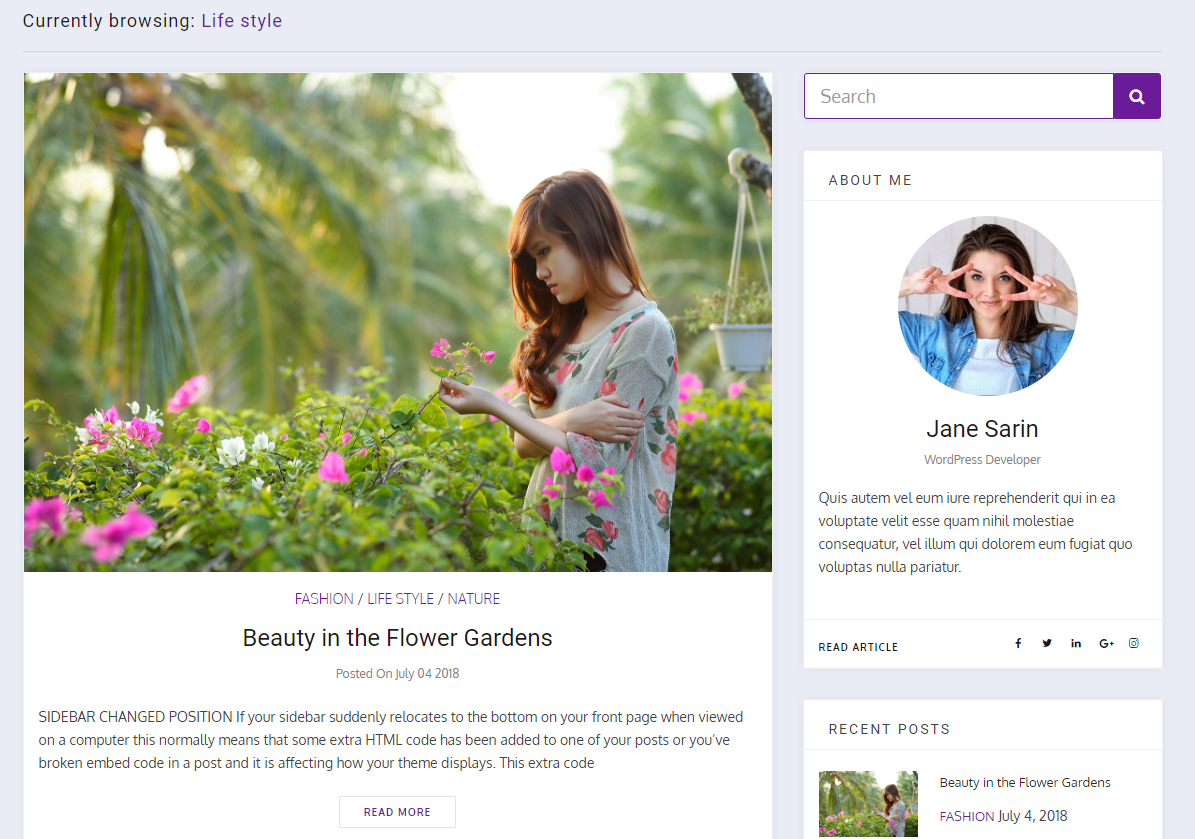 Currently browsing: Life style
Search
ABOUT ME
Jane Sarin
WordPress Developer
Quis autem vel eum iure reprehenderit qui in ea
voluptate velit esse quam nihil molestiae
consequatur, vel illum qui dolorem eum fugiat quo
voluptas nulla pariatur.
READ ARTICLE
FASHION / LIFE STYLE / NATURE
Beauty in the Flower Gardens
Posted On July 04 2018
SIDEBAR CHANGED POSITION If your sidebar suddenly relocates to the bottom on your front page when viewed
on a computer this normally means that some extra HTML code has been added to one of your posts or you’ve
broken embed code in a post and it is affecting how your theme displays. This extra code
READ MORE
RECENT POSTS
Beauty in the Flower Gardens
FASHION July 4, 2018